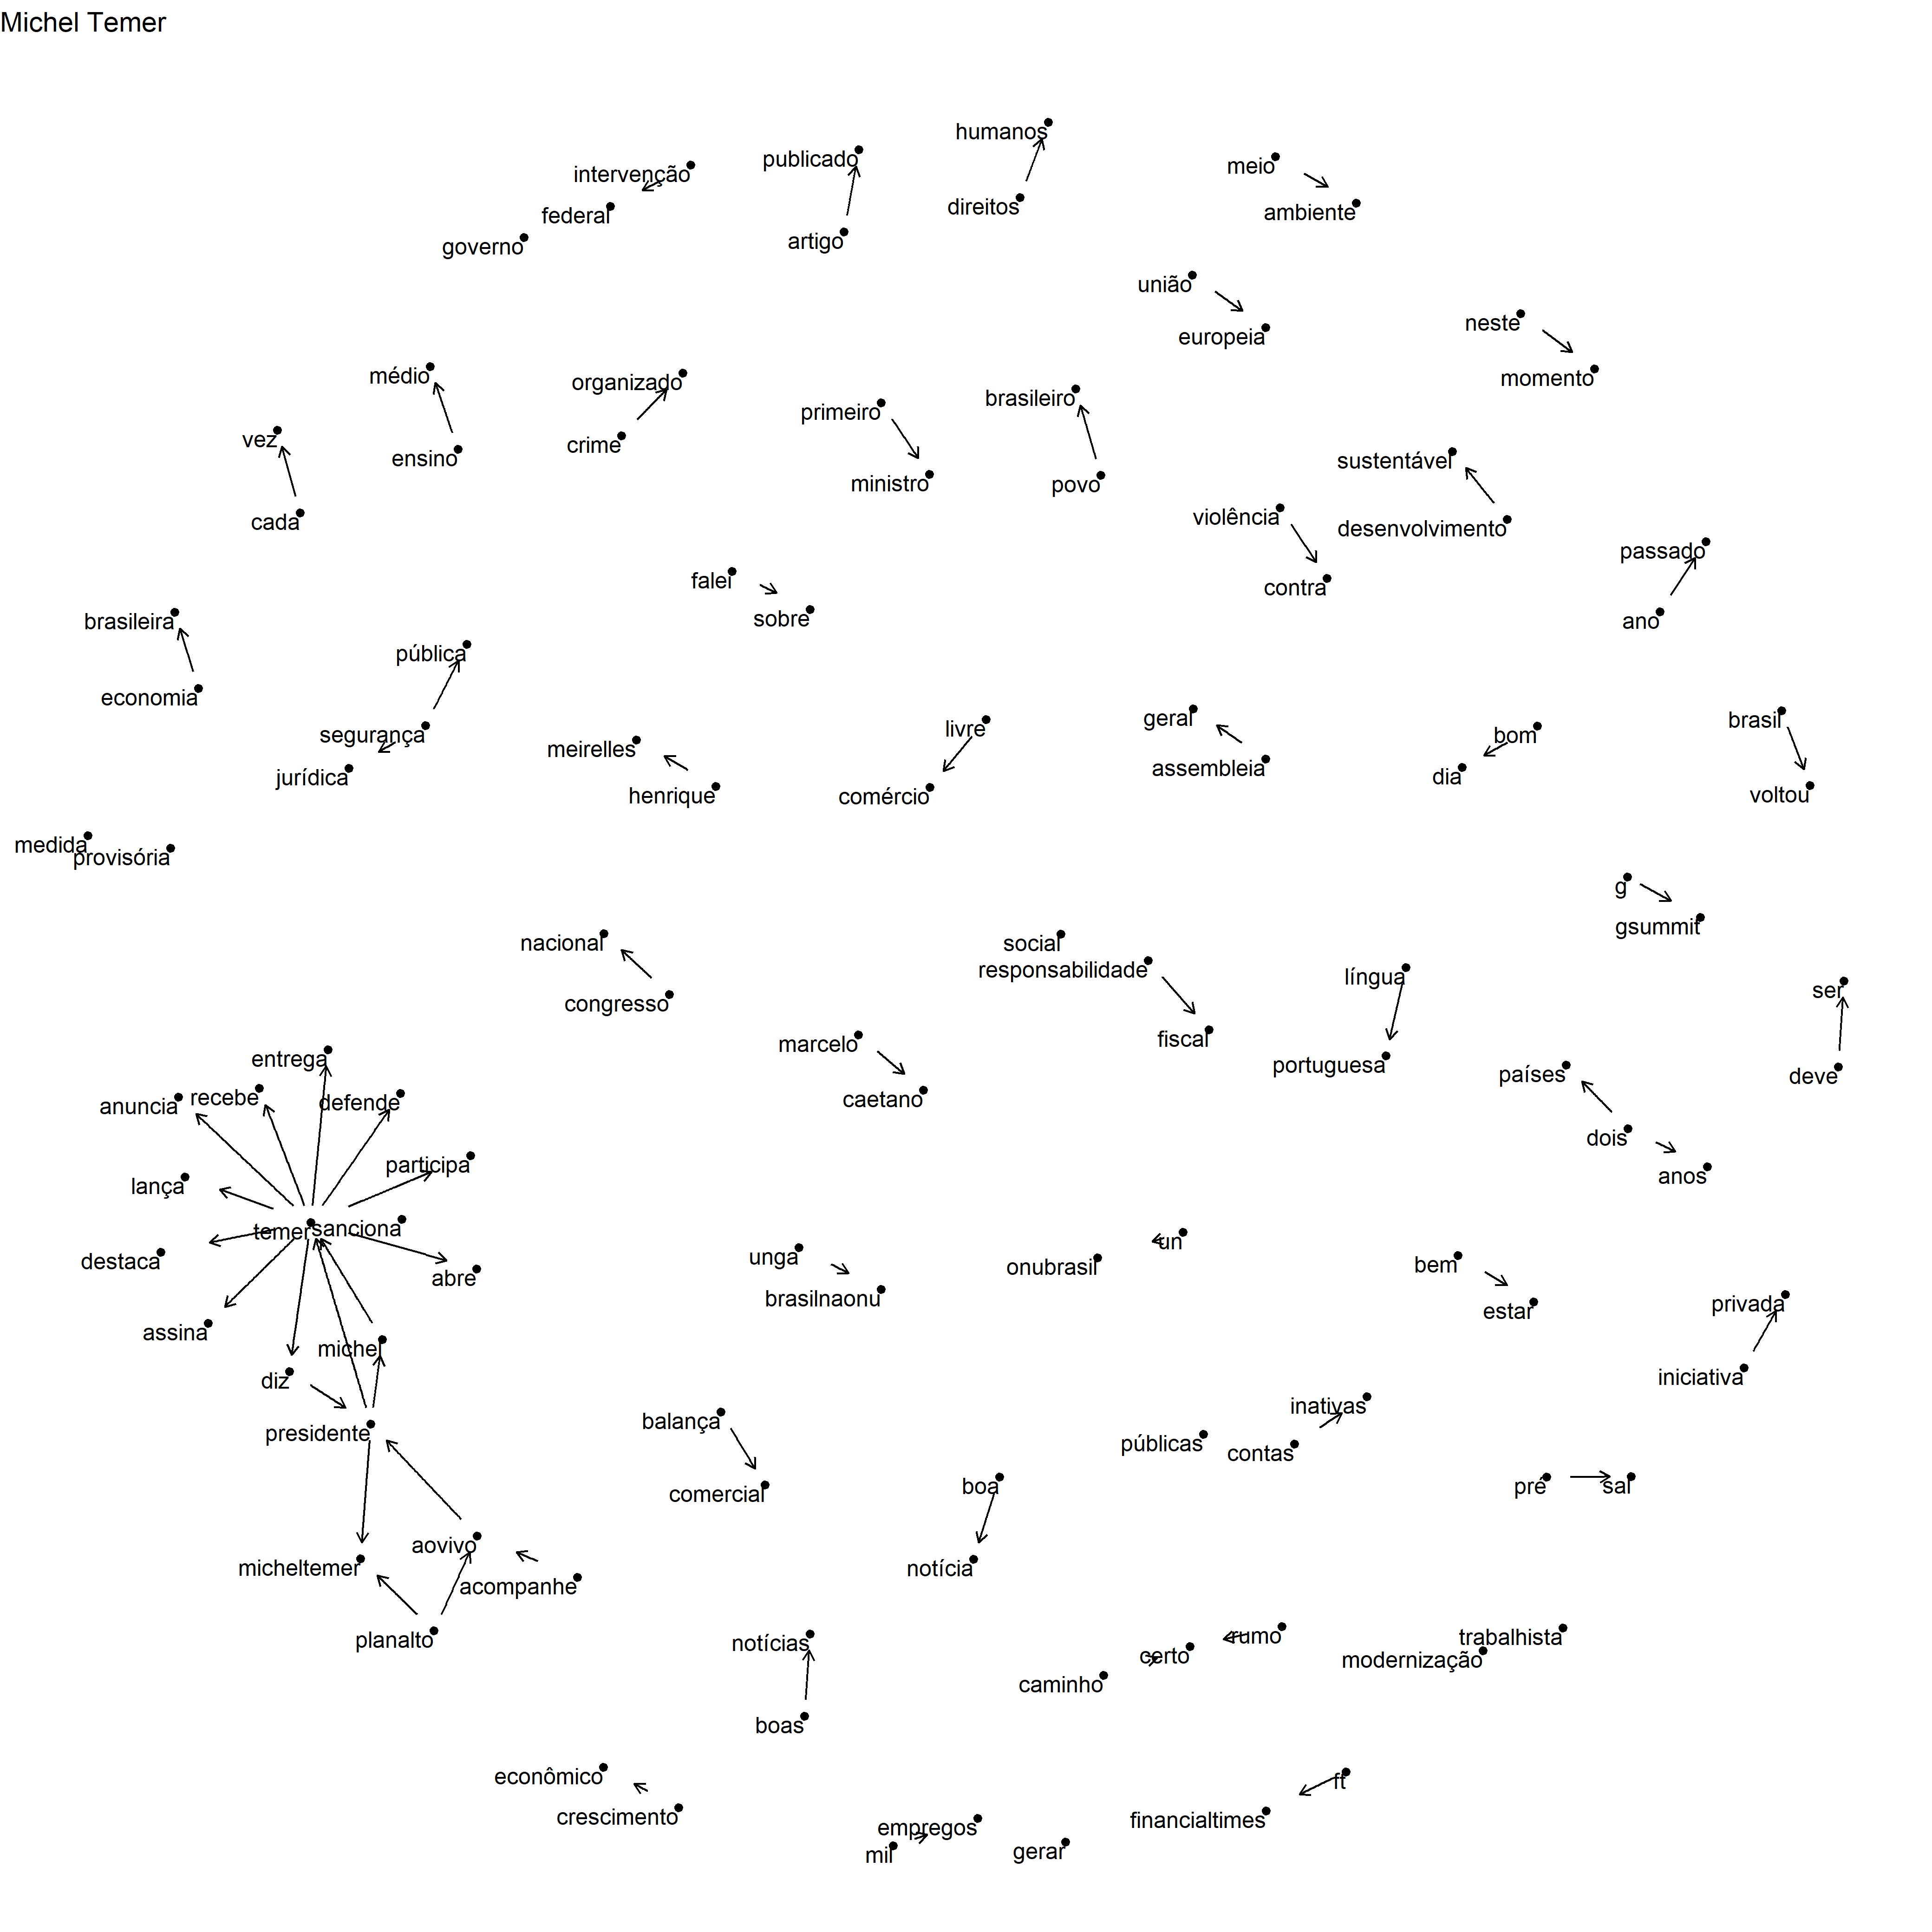 Michel Temer
humanos
publicado
intervenção
meio
direitos
ambiente
federal
artigo
governo
união
europeia
neste
médio
momento
organizado
brasileiro
primeiro
vez
crime
ensino
sustentável
ministro
povo
violência
cada
desenvolvimento
passado
falei
contra
sobre
brasileira
ano
pública
economia
geral
brasil
livre
segurança
bom
meirelles
assembleia
jurídica
dia
henrique
comércio
voltou
medida
provisória
g
gsummit
nacional
social
responsabilidade
língua
ser
congresso
fiscal
marcelo
entrega
portuguesa
países
deve
recebe
caetano
defende
anuncia
dois
participa
anos
lança
sanciona
temer
un
unga
destaca
bem
onubrasil
abre
brasilnaonu
privada
estar
assina
michel
iniciativa
diz
inativas
balança
presidente
públicas
contas
boa
pré
sal
comercial
aovivo
micheltemer
notícia
acompanhe
rumo
trabalhista
planalto
notícias
certo
modernização
caminho
boas
econômico
ft
crescimento
financialtimes
empregos
gerar
mil